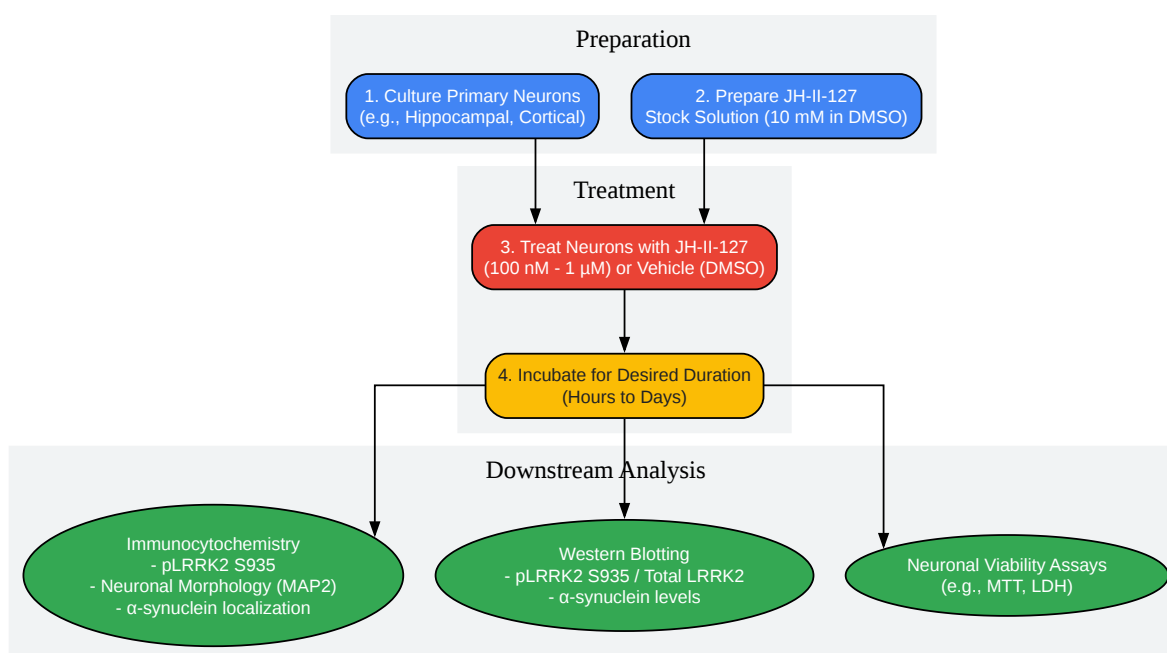 Preparation
1. Culture Primary Neurons
(e.g., Hippocampal, Cortical)
2. Prepare JH-II-127
Stock Solution (10 mM in DMSO)
Treatment
3. Treat Neurons with JH-II-127
(100 nM - 1 µM) or Vehicle (DMSO)
4. Incubate for Desired Duration
(Hours to Days)
Downstream Analysis
Immunocytochemistry
- pLRRK2 S935
- Neuronal Morphology (MAP2)
- α-synuclein localization
Western Blotting
- pLRRK2 S935 / Total LRRK2
- α-synuclein levels
Neuronal Viability Assays
(e.g., MTT, LDH)